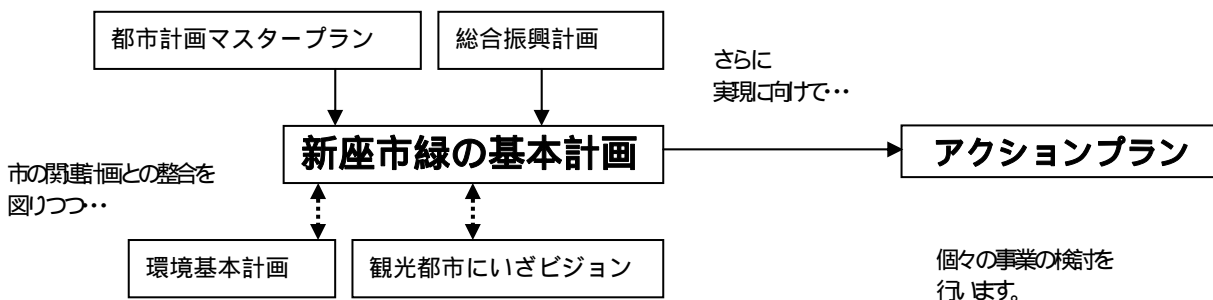 都市計画マスタープラン
総合振興計画
さらに
実現に向けて・・・
新座市緑の基本計画
アクションプラン
市の関連計画との整合を
図りつつ・・・
環境基本計画
観光都市にいざビジョン
個々の事業の検討を
行います。